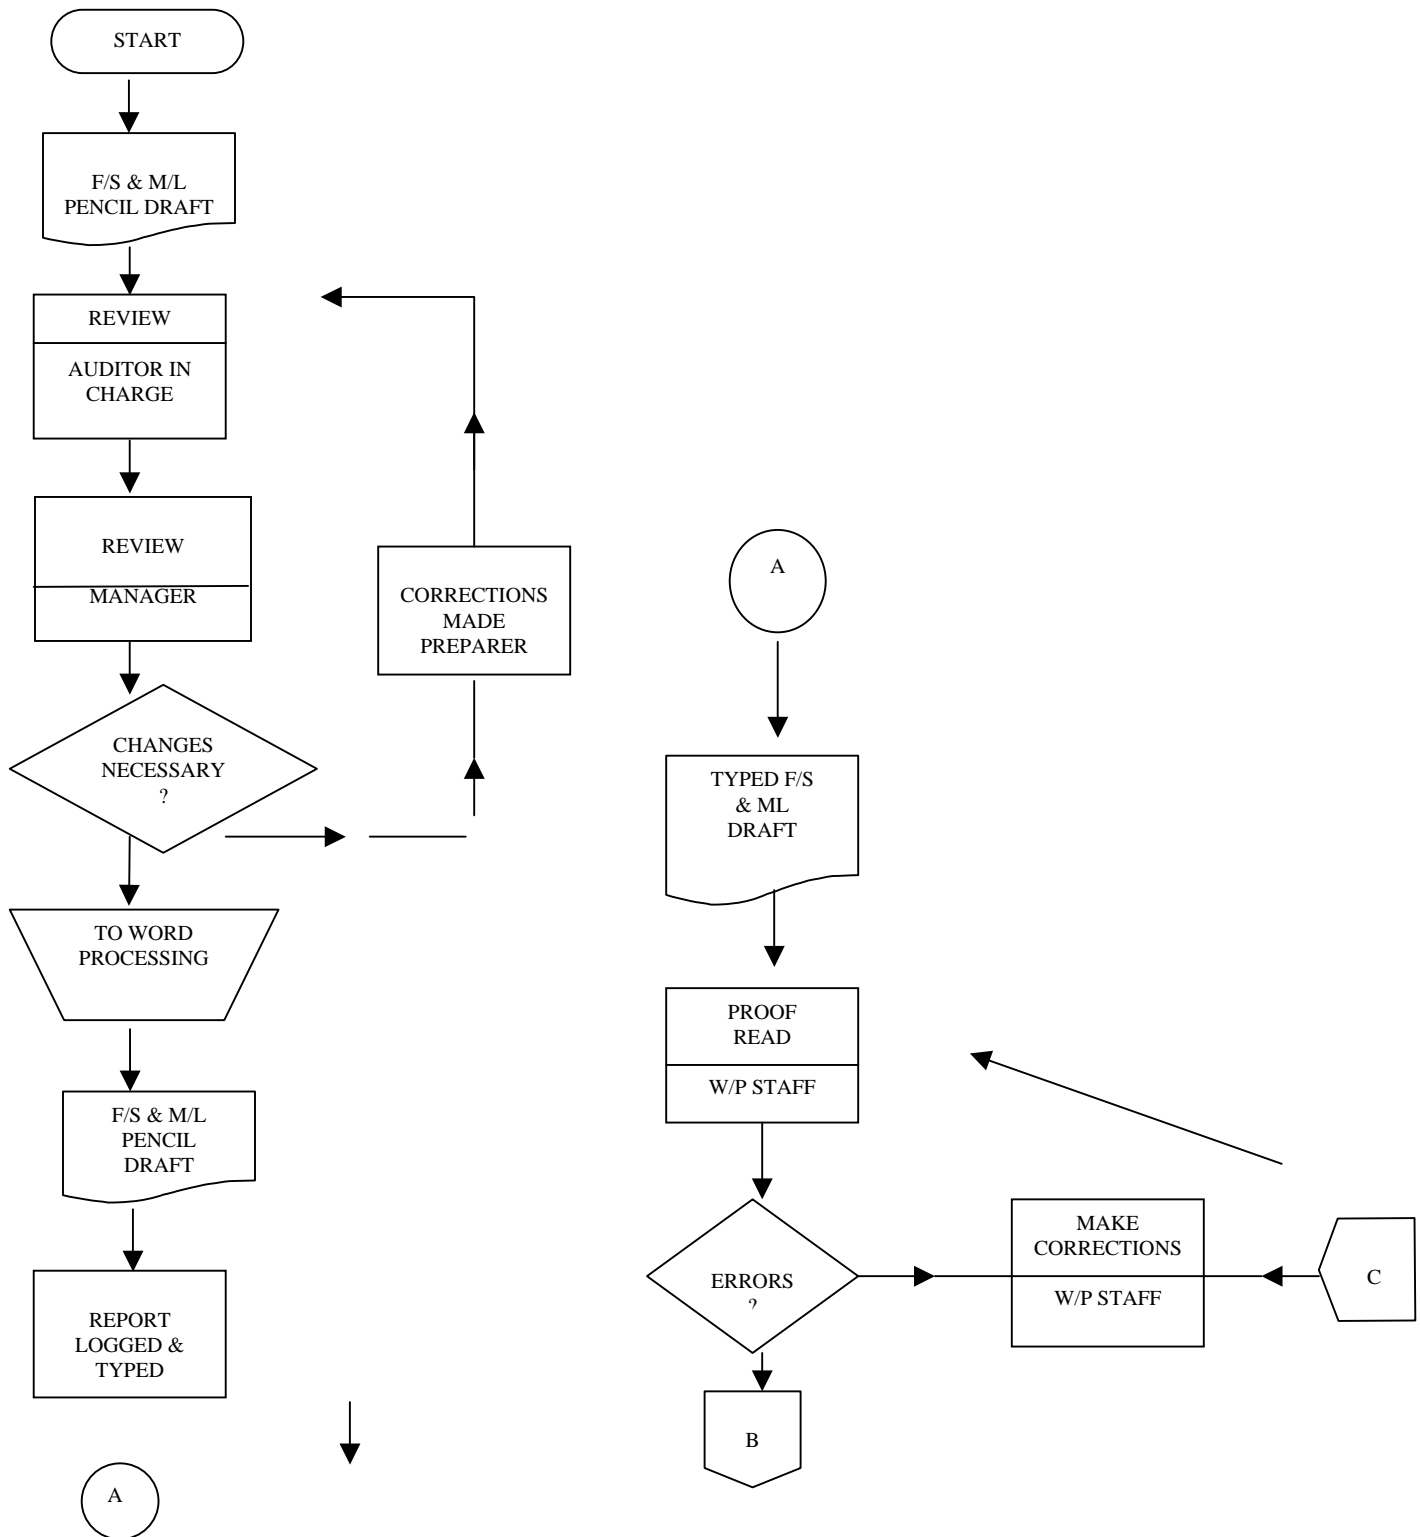 START
F/S & M/L
PENCIL DRAFT
REVIEW
AUDITOR IN
CHARGE
REVIEW
MANAGER
CORRECTIONS
MADE
PREPARER
CHANGES
NECESSARY
?
TO WORD
PROCESSING
F/S & M/L
PENCIL
DRAFT
REPORT
LOGGED &
TYPED
A
A
TYPED F/S
& ML
DRAFT
PROOF
READ
W/P STAFF
ERRORS
?
MAKE
CORRECTIONS
W/P STAFF
C
B